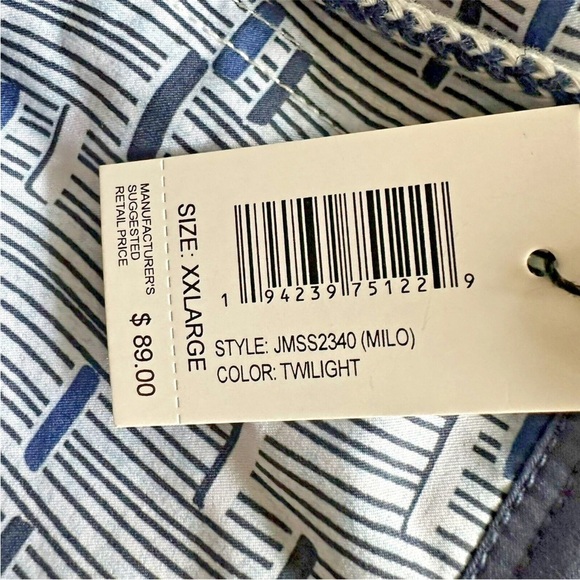 MANUFACTURER'S
SUGGESTED
RETAIL PRICE
$ 89.00
SIZE: XXLARGE
1 94239 75122 9
STYLE: JMSS2340 (MILO)
COLOR: TWILIGHT